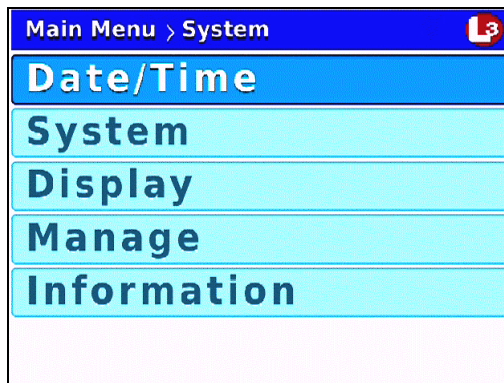 Main Menu > System L3
Date/Time
System
Display
Manage
Information